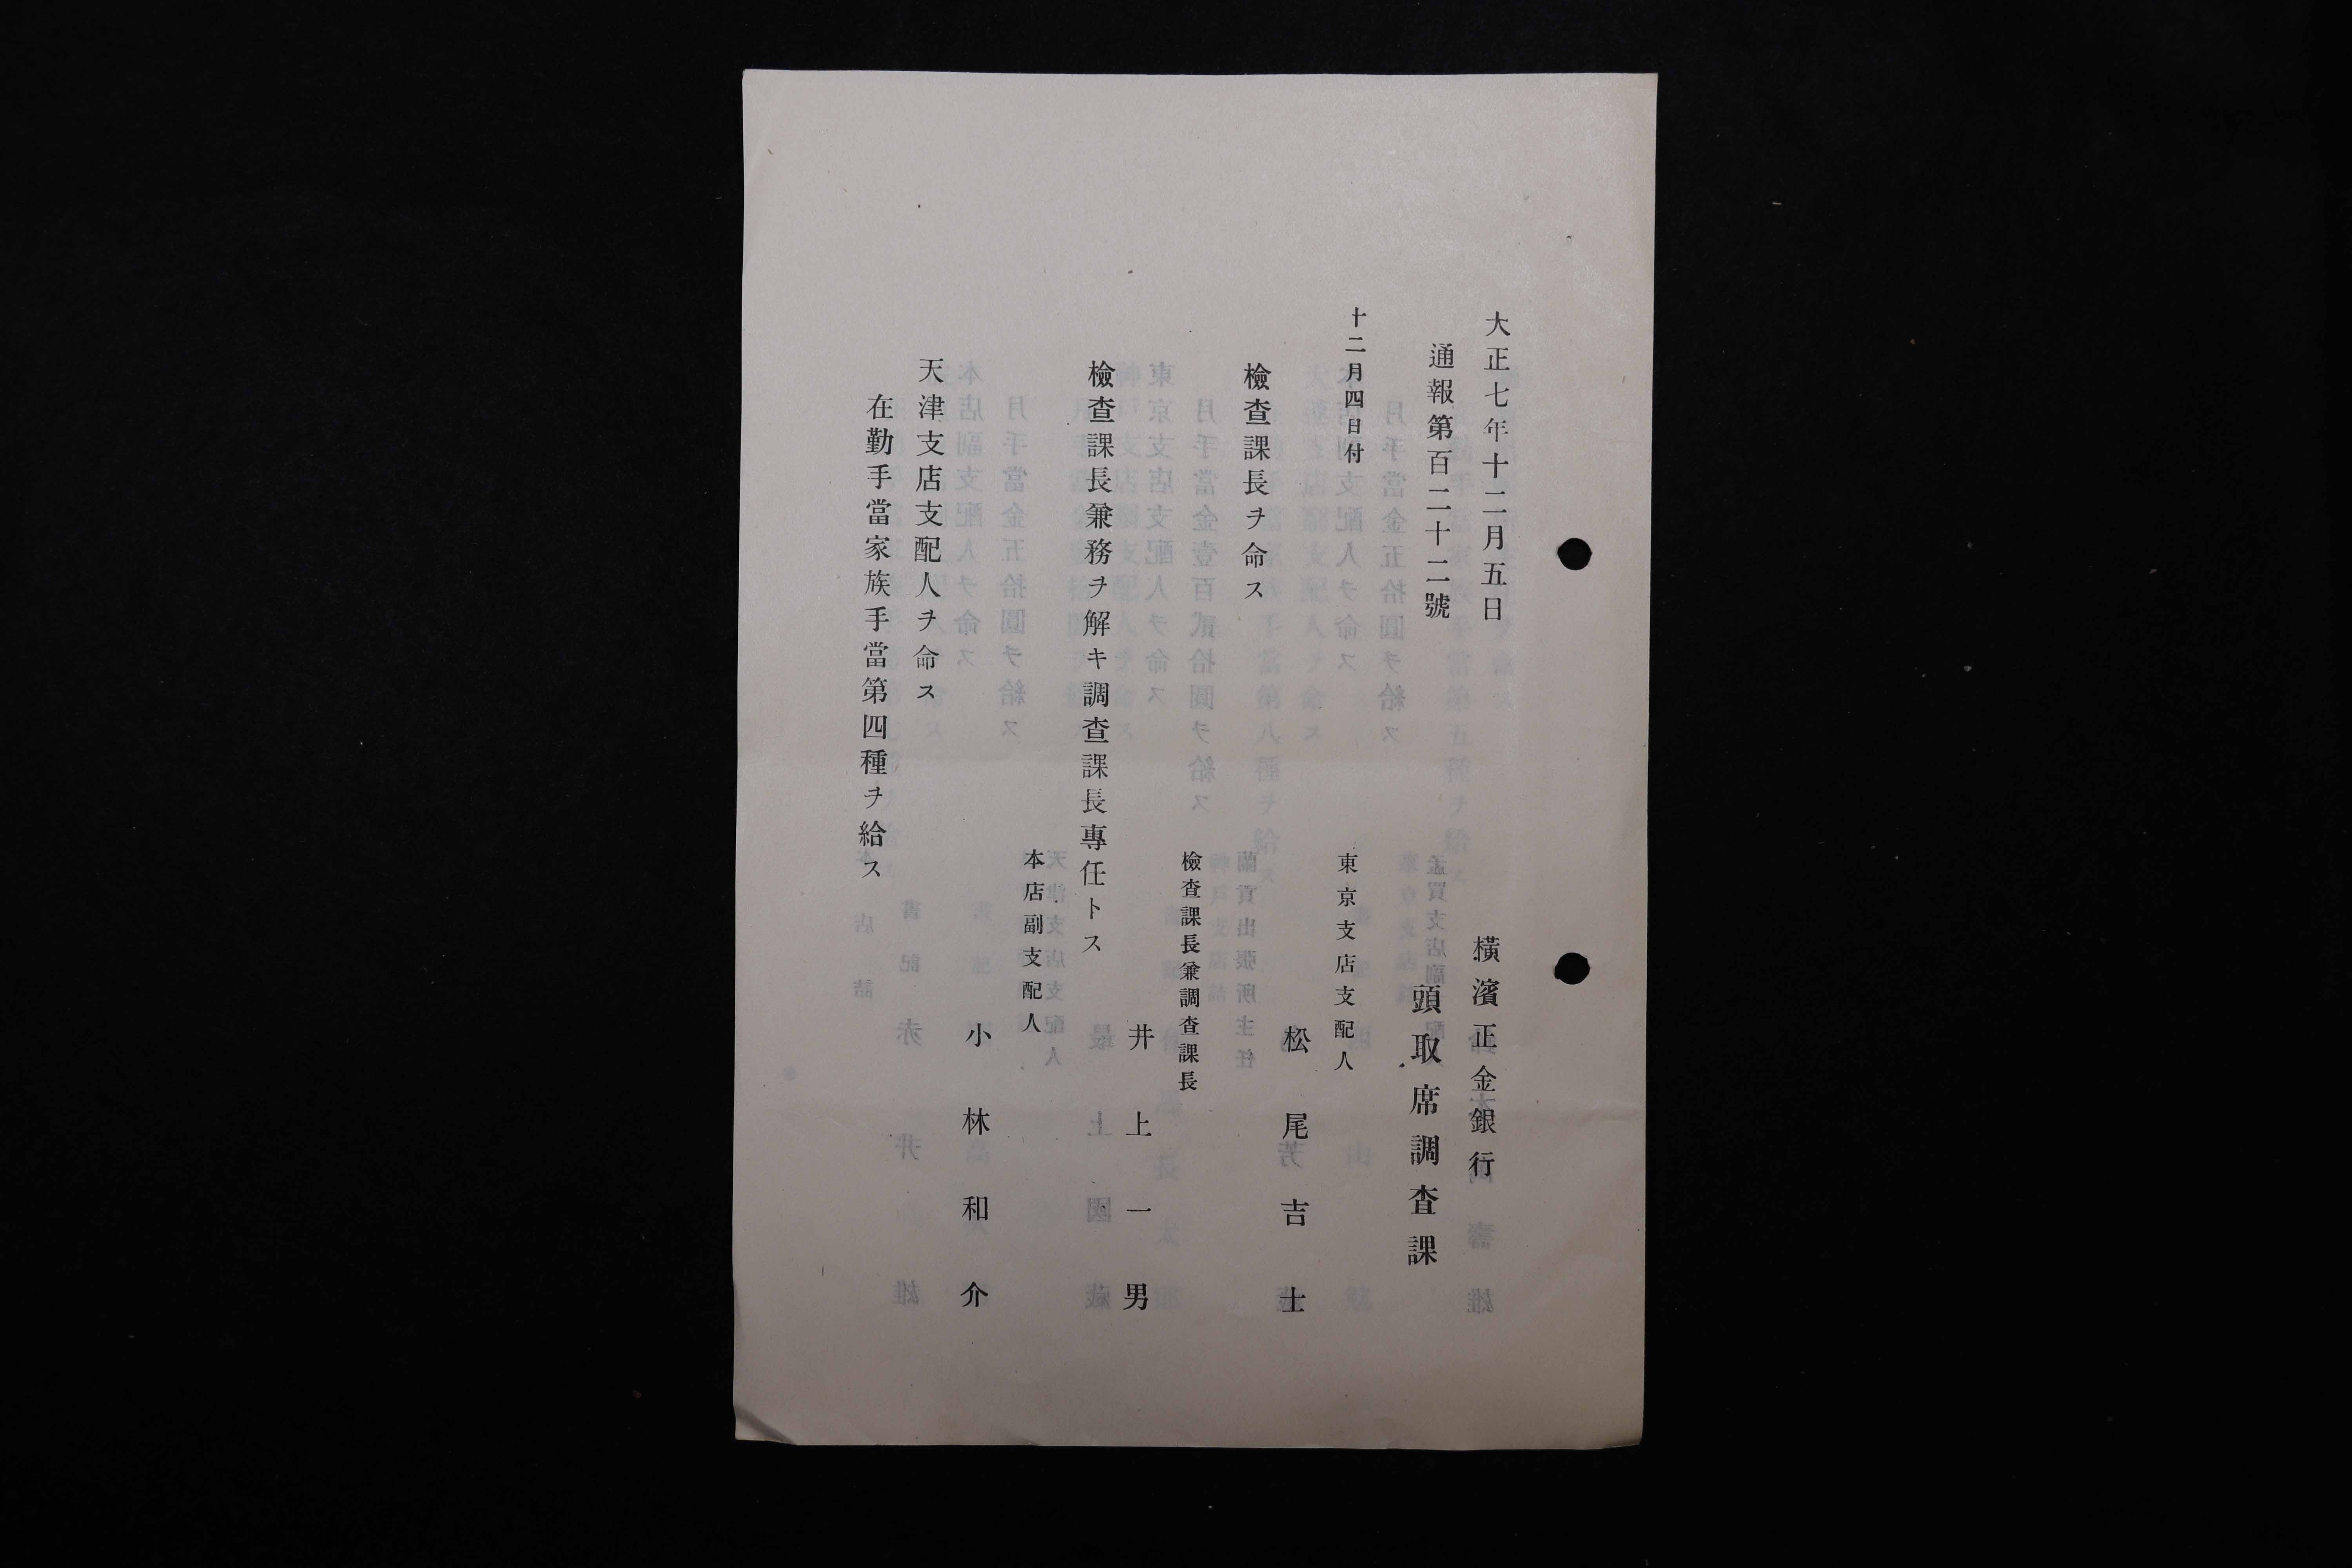 大正七年十二月五日
橫濱正金銀行
通報第百二十二號
頭取席調査課
十二月四日付
東京支店支配人
松尾吉士
檢査課長ヲ命ス
檢査課長兼調査課長
井上一男
檢査課長兼務ヲ解キ調査課長專任トス
本店副支配人
小林和介
天津支店支配人ヲ命ス
在勤手當家族手當第四種ヲ給ス